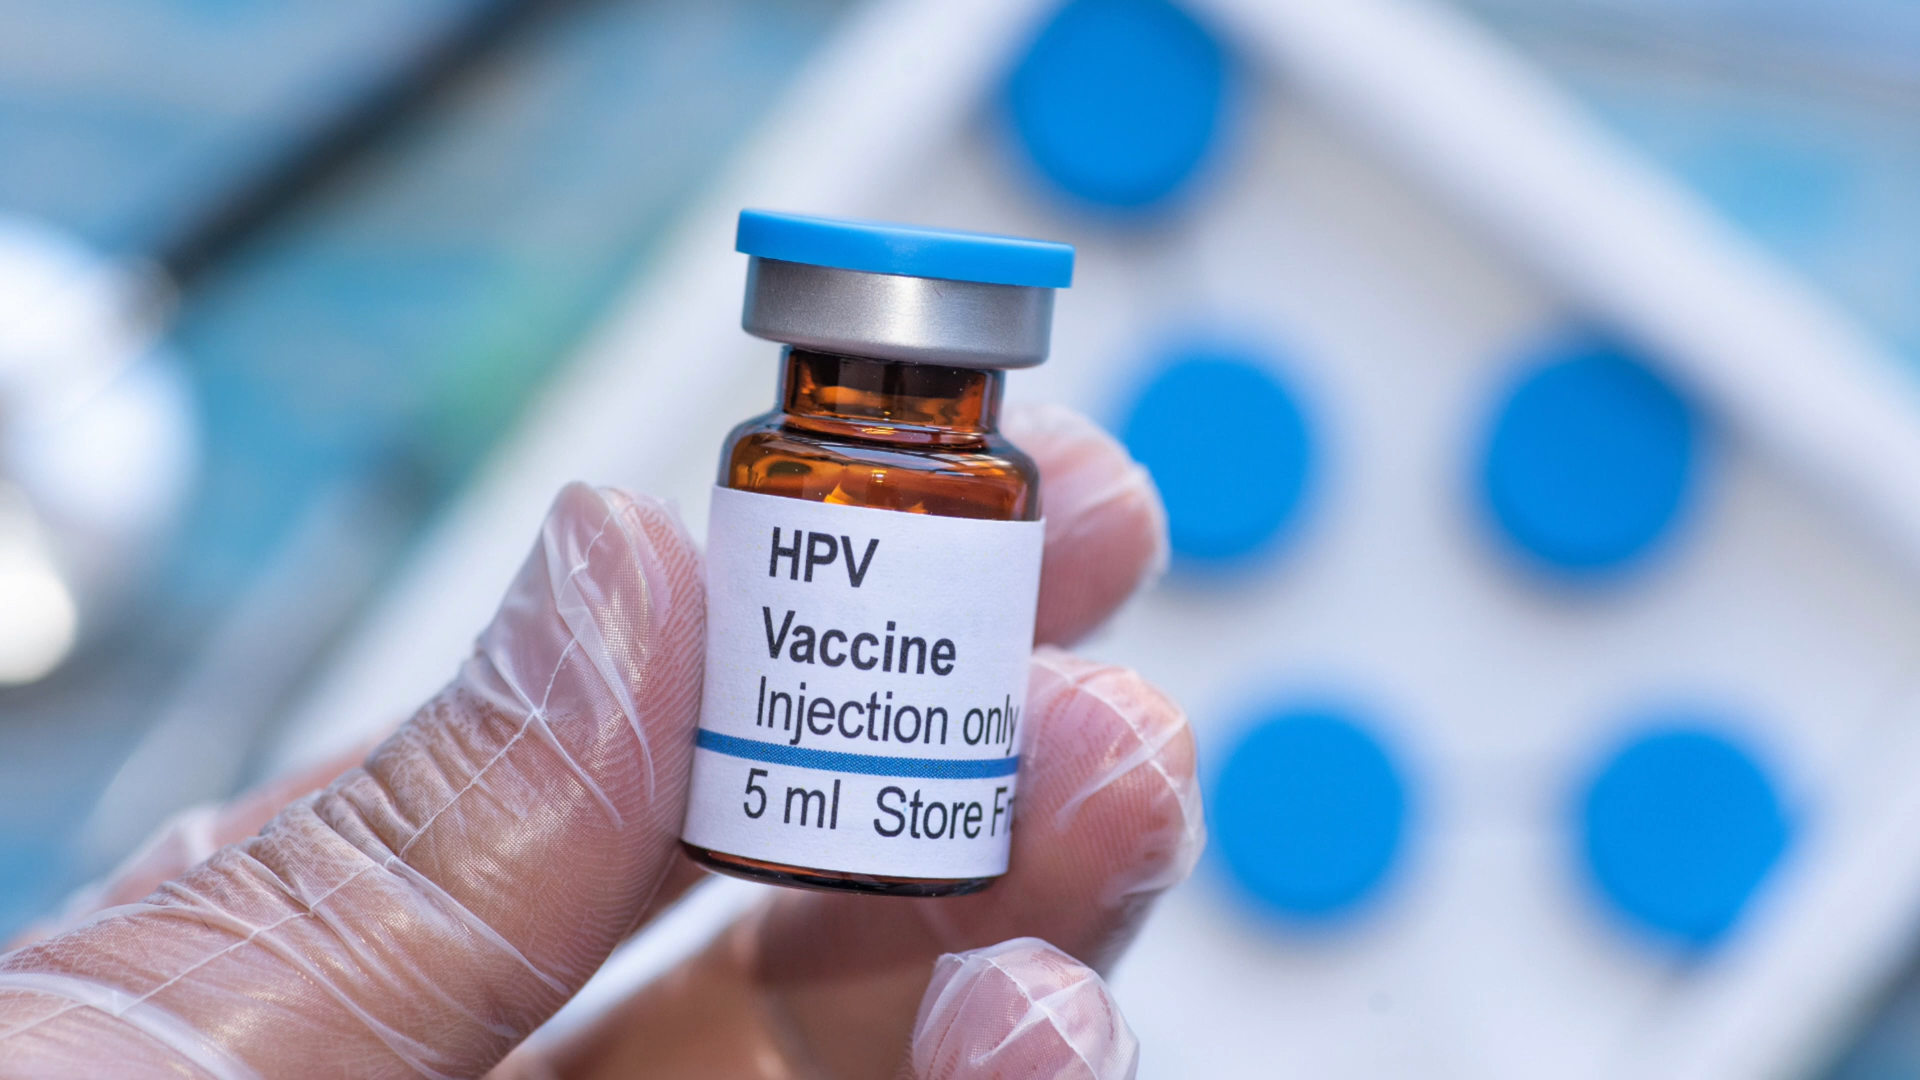 HPV
Vaccine
Injection only
5 ml Store